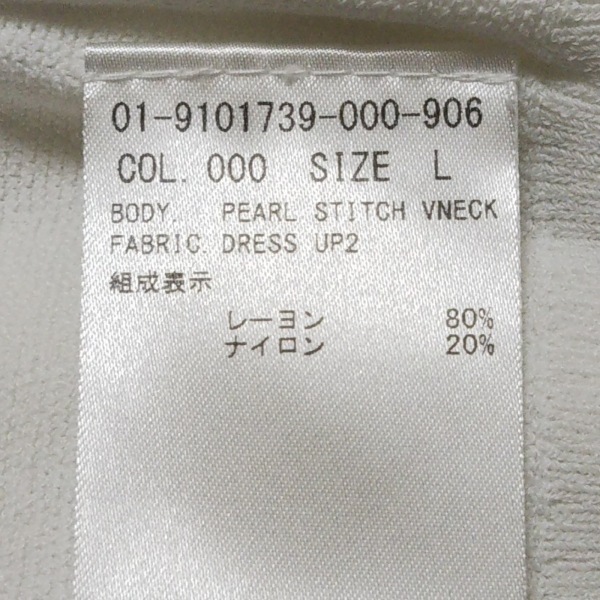 01-9101739-000-906
COL. 000 SIZE L
BODY. PEARL STITCH VNECK
FABRIC. DRESS UP2
組成表示
レーヨン 80%
ナイロン 20%